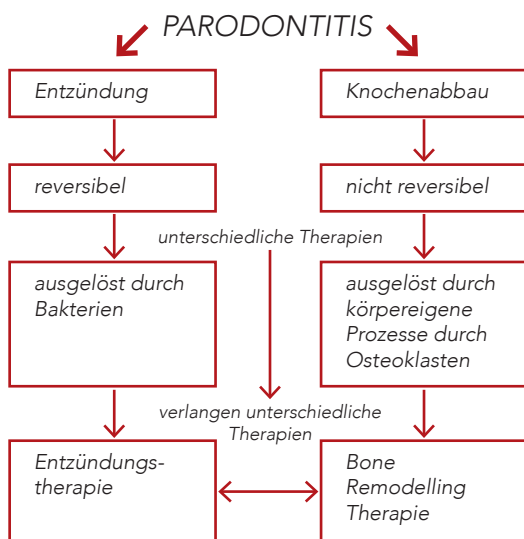 PARODONTITIS
Entzündung
Knochenabbau
reversibel
nicht reversibel
unterschiedliche Therapien
ausgelöst durch
Bakterien
ausgelöst durch
körpereigene
Prozesse durch
Osteoklasten
verlangen unterschiedliche
Therapien
Entzündungs-
therapie
Bone
Remodelling
Therapie